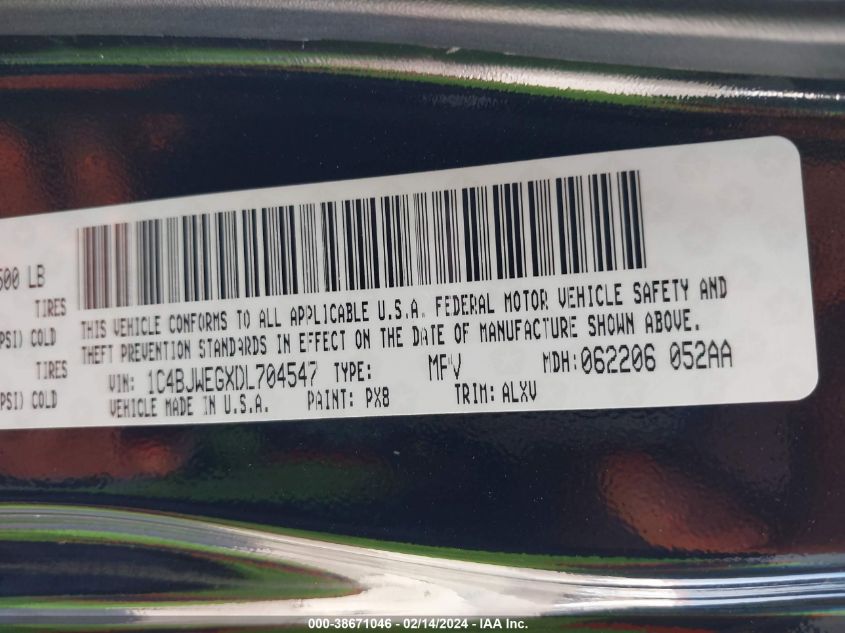 500 LB
TIRES
PSI) COLD
TIRES
PSI) COLD
THIS VEHICLE CONFORMS TO ALL APPLICABLE U.S.A. FEDERAL MOTOR VEHICLE SAFETY AND
THEFT PREVENTION STANDARDS IN EFFECT ON THE DATE OF MANUFACTURE SHOWN ABOVE.
VIN: 1C4BJWEGXDL704547 TYPE: MPV MDH: 062206 052AA
VEHICLE MADE IN U.S.A. PAINT: PX8 TRIM: ALXV
000-38671046 - 02/14/2024 - IAA Inc.